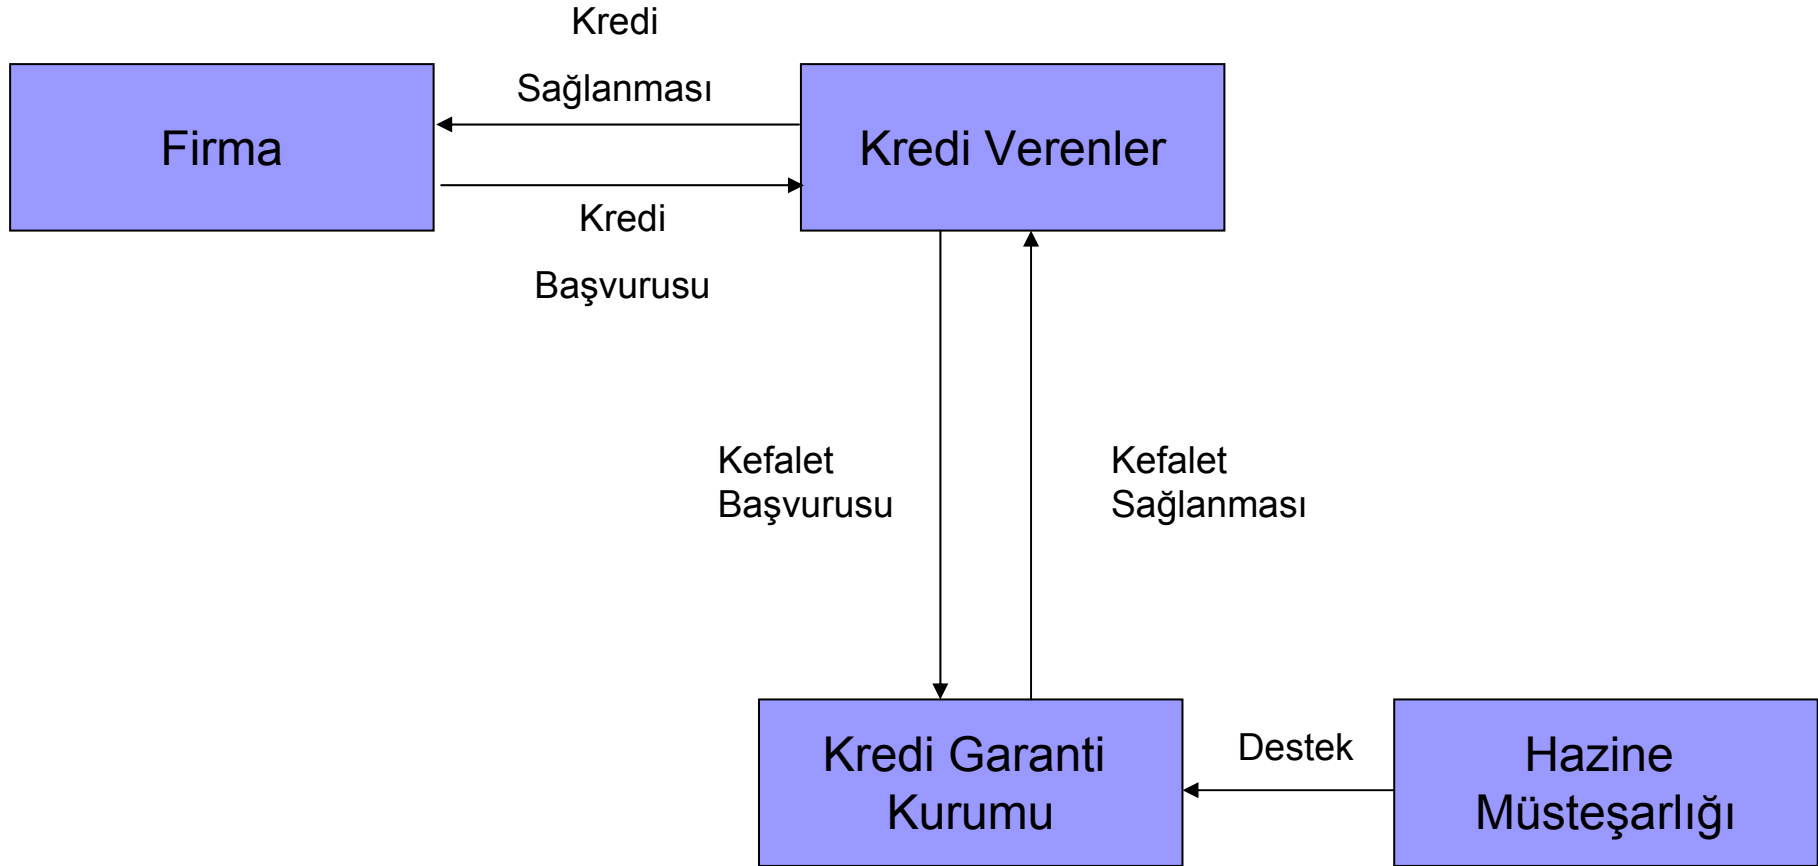 Kredi
Sağlanması
Firma
Kredi Verenler
Kredi
Başvurusu
Kefalet
Başvurusu
Kefalet
Sağlanması
Kredi Garanti
Kurumu
Destek
Hazine
Müsteşarlığı